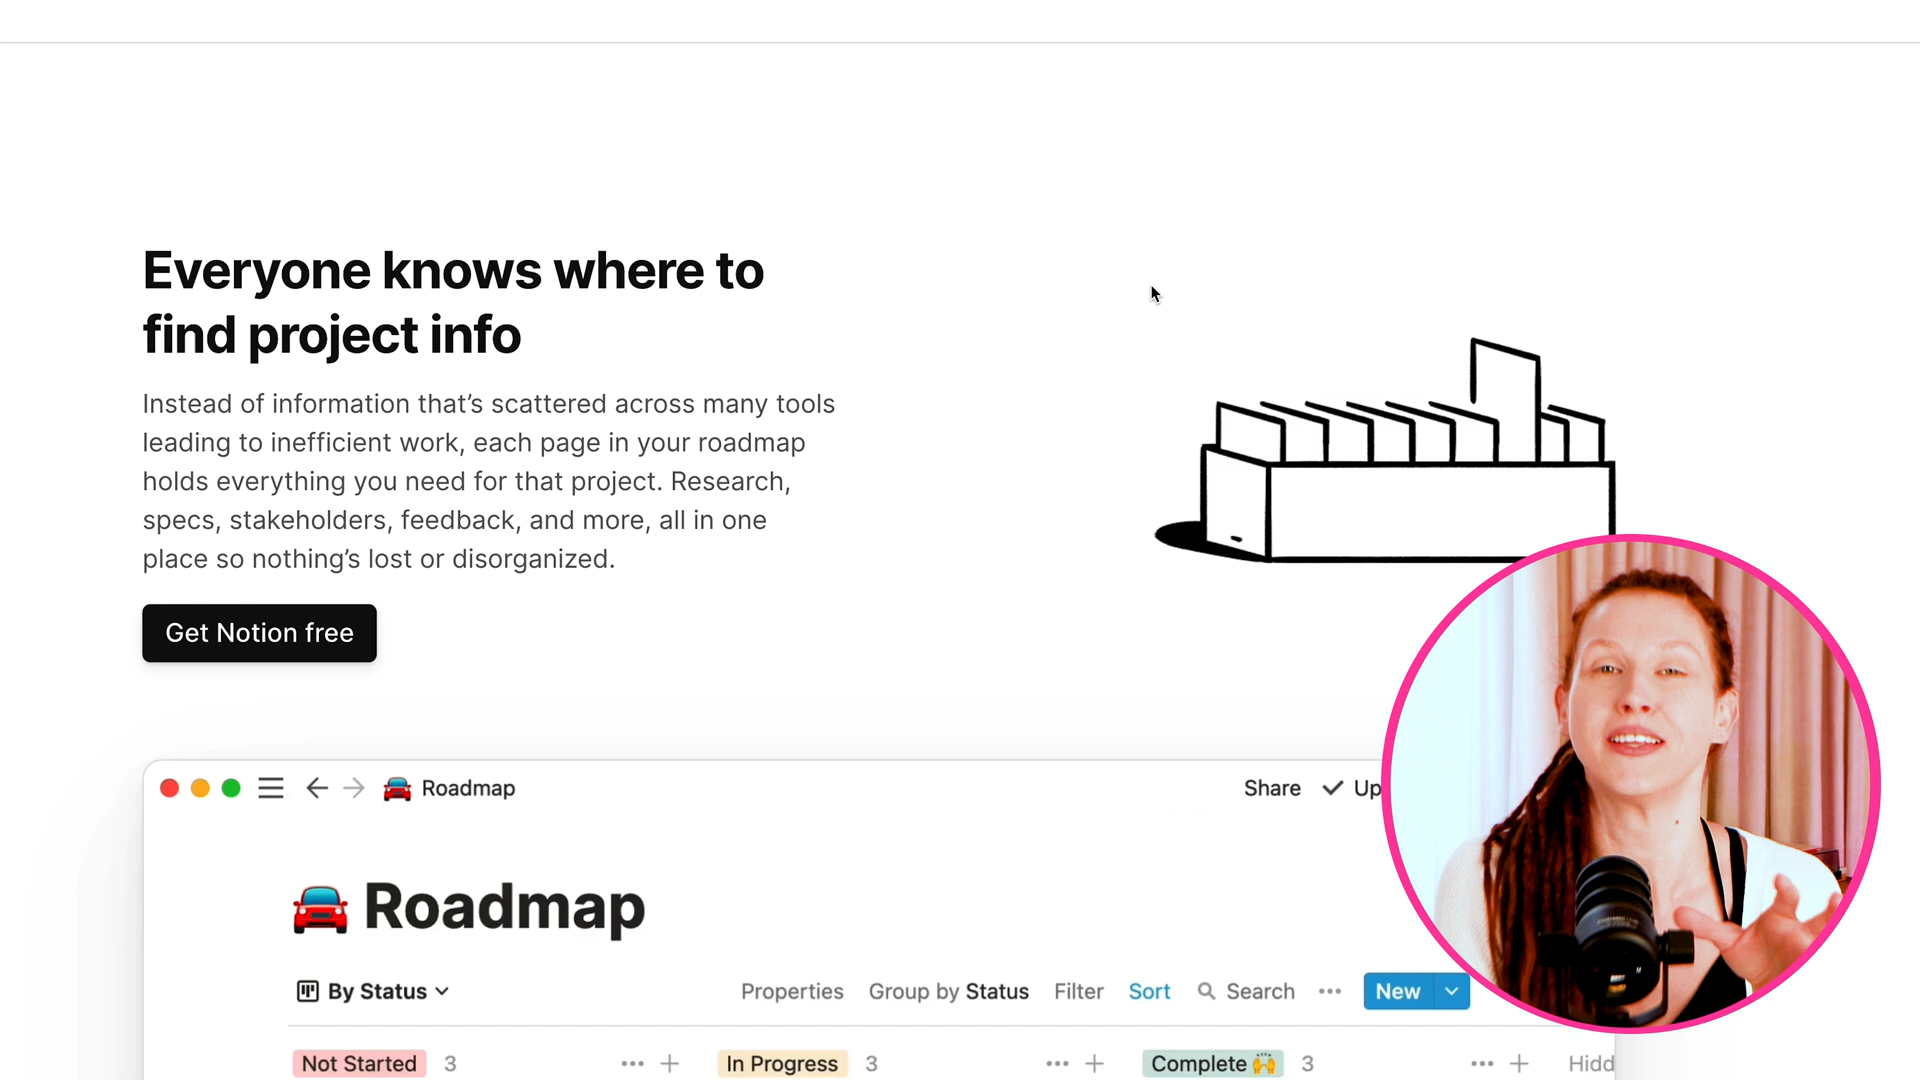 Everyone knows where to
find project info
Instead of information that’s scattered across many tools
leading to inefficient work, each page in your roadmap
holds everything you need for that project. Research,
specs, stakeholders, feedback, and more, all in one
place so nothing’s lost or disorganized.
Get Notion free
Roadmap
Share Up
Roadmap
By Status
Properties Group by Status Filter Sort Search New
Not Started 3 In Progress 3 Complete 🙌 3 Hidd